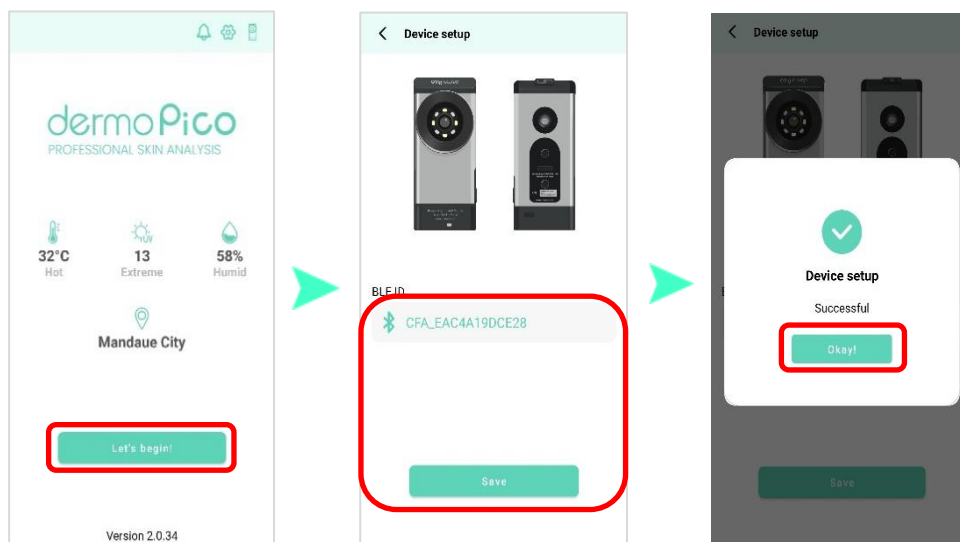 dermoPico
PROFESSIONAL SKIN ANALYSIS
UV
32°C
13
58%
Hot
Extreme
Humid
Mandaue City
Let's begin!
Version 2.0.34
Device setup
BLE ID
CFA_EAC4A19DCE28
Save
Device setup
Device setup
Successful
Okay!
Save